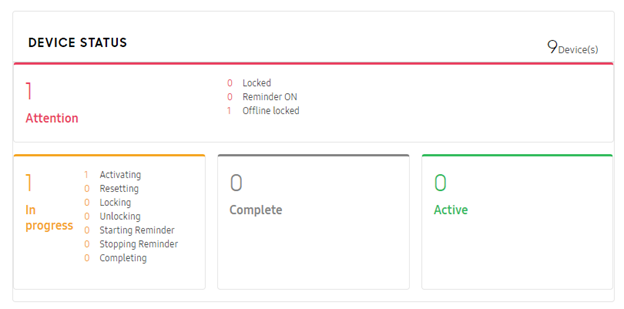 DEVICE STATUS
9 Device(s)
1
Attention
0 Locked
0 Reminder ON
1 Offline locked
1
In
progress
1 Activating
0 Resetting
0 Locking
0 Unlocking
0 Starting Reminder
0 Stopping Reminder
0 Completing
0
Complete
0
Active